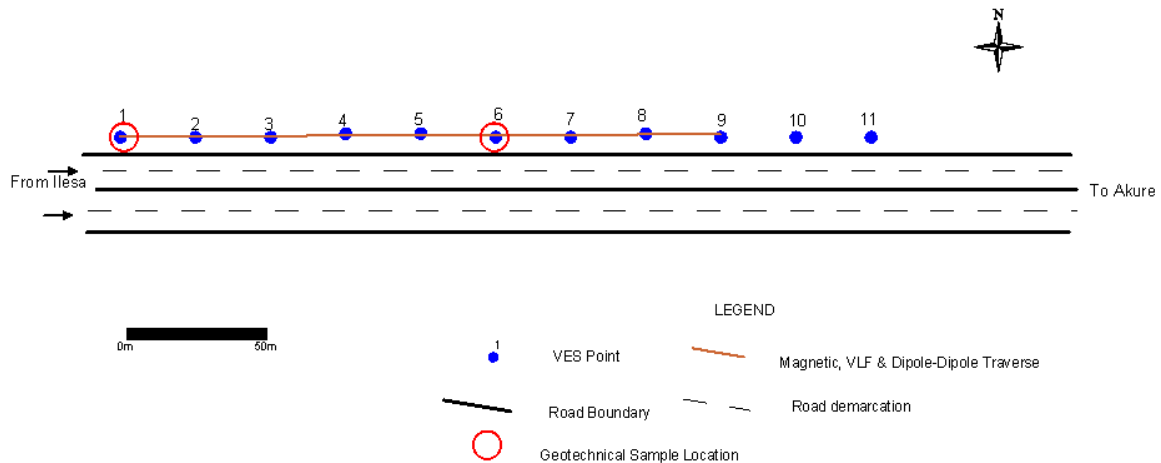 N
1 2 3 4 5 6 7 8 9 10 11
From Ilesa
To Akure
0m 50m
LEGEND
1
VES Point
Magnetic, VLF & Dipole-Dipole Traverse
Road Boundary
Road demarcation
Geotechnical Sample Location